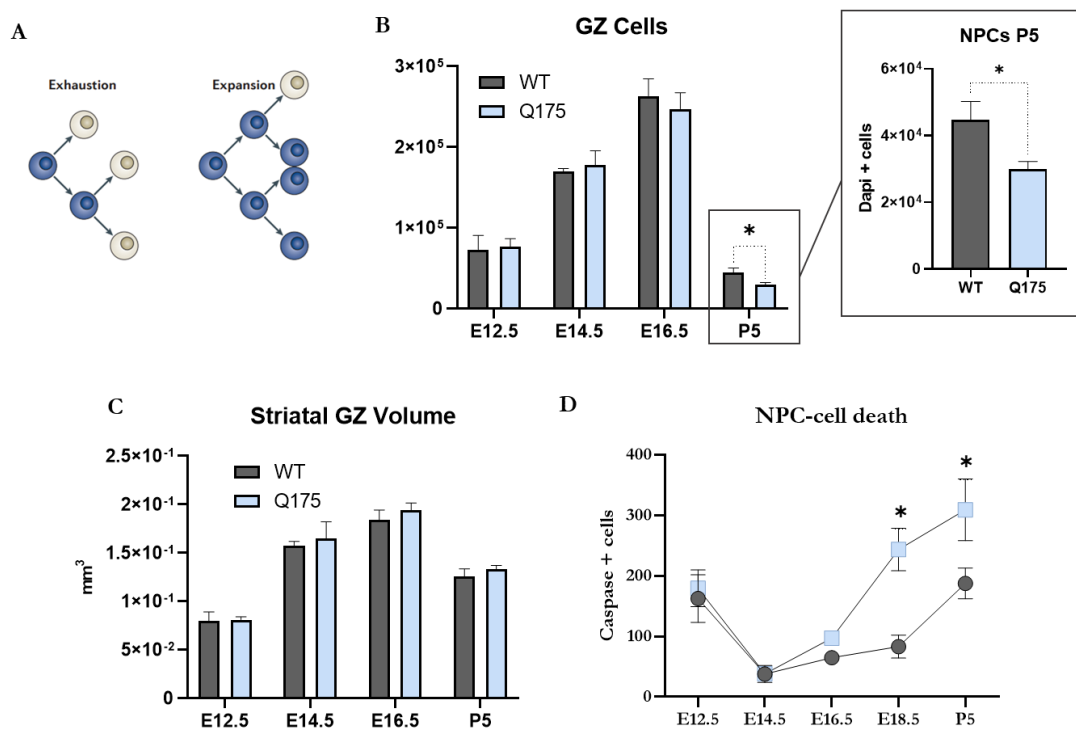 A
Exhaustion
Expansion
B
GZ Cells
3×10⁵
2×10⁵
1×10⁵
0
WT
Q175
*
E12.5
E14.5
E16.5
P5
NPCs P5
Dapi + cells
6×10⁴
4×10⁴
2×10⁴
0
*
WT
Q175
C
Striatal GZ Volume
mm³
2.5×10⁻¹
2×10⁻¹
1.5×10⁻¹
1×10⁻¹
5×10⁻²
0
WT
Q175
E12.5
E14.5
E16.5
P5
D
NPC-cell death
Caspase + cells
400
300
200
100
0
*
*
E12.5
E14.5
E16.5
E18.5
P5